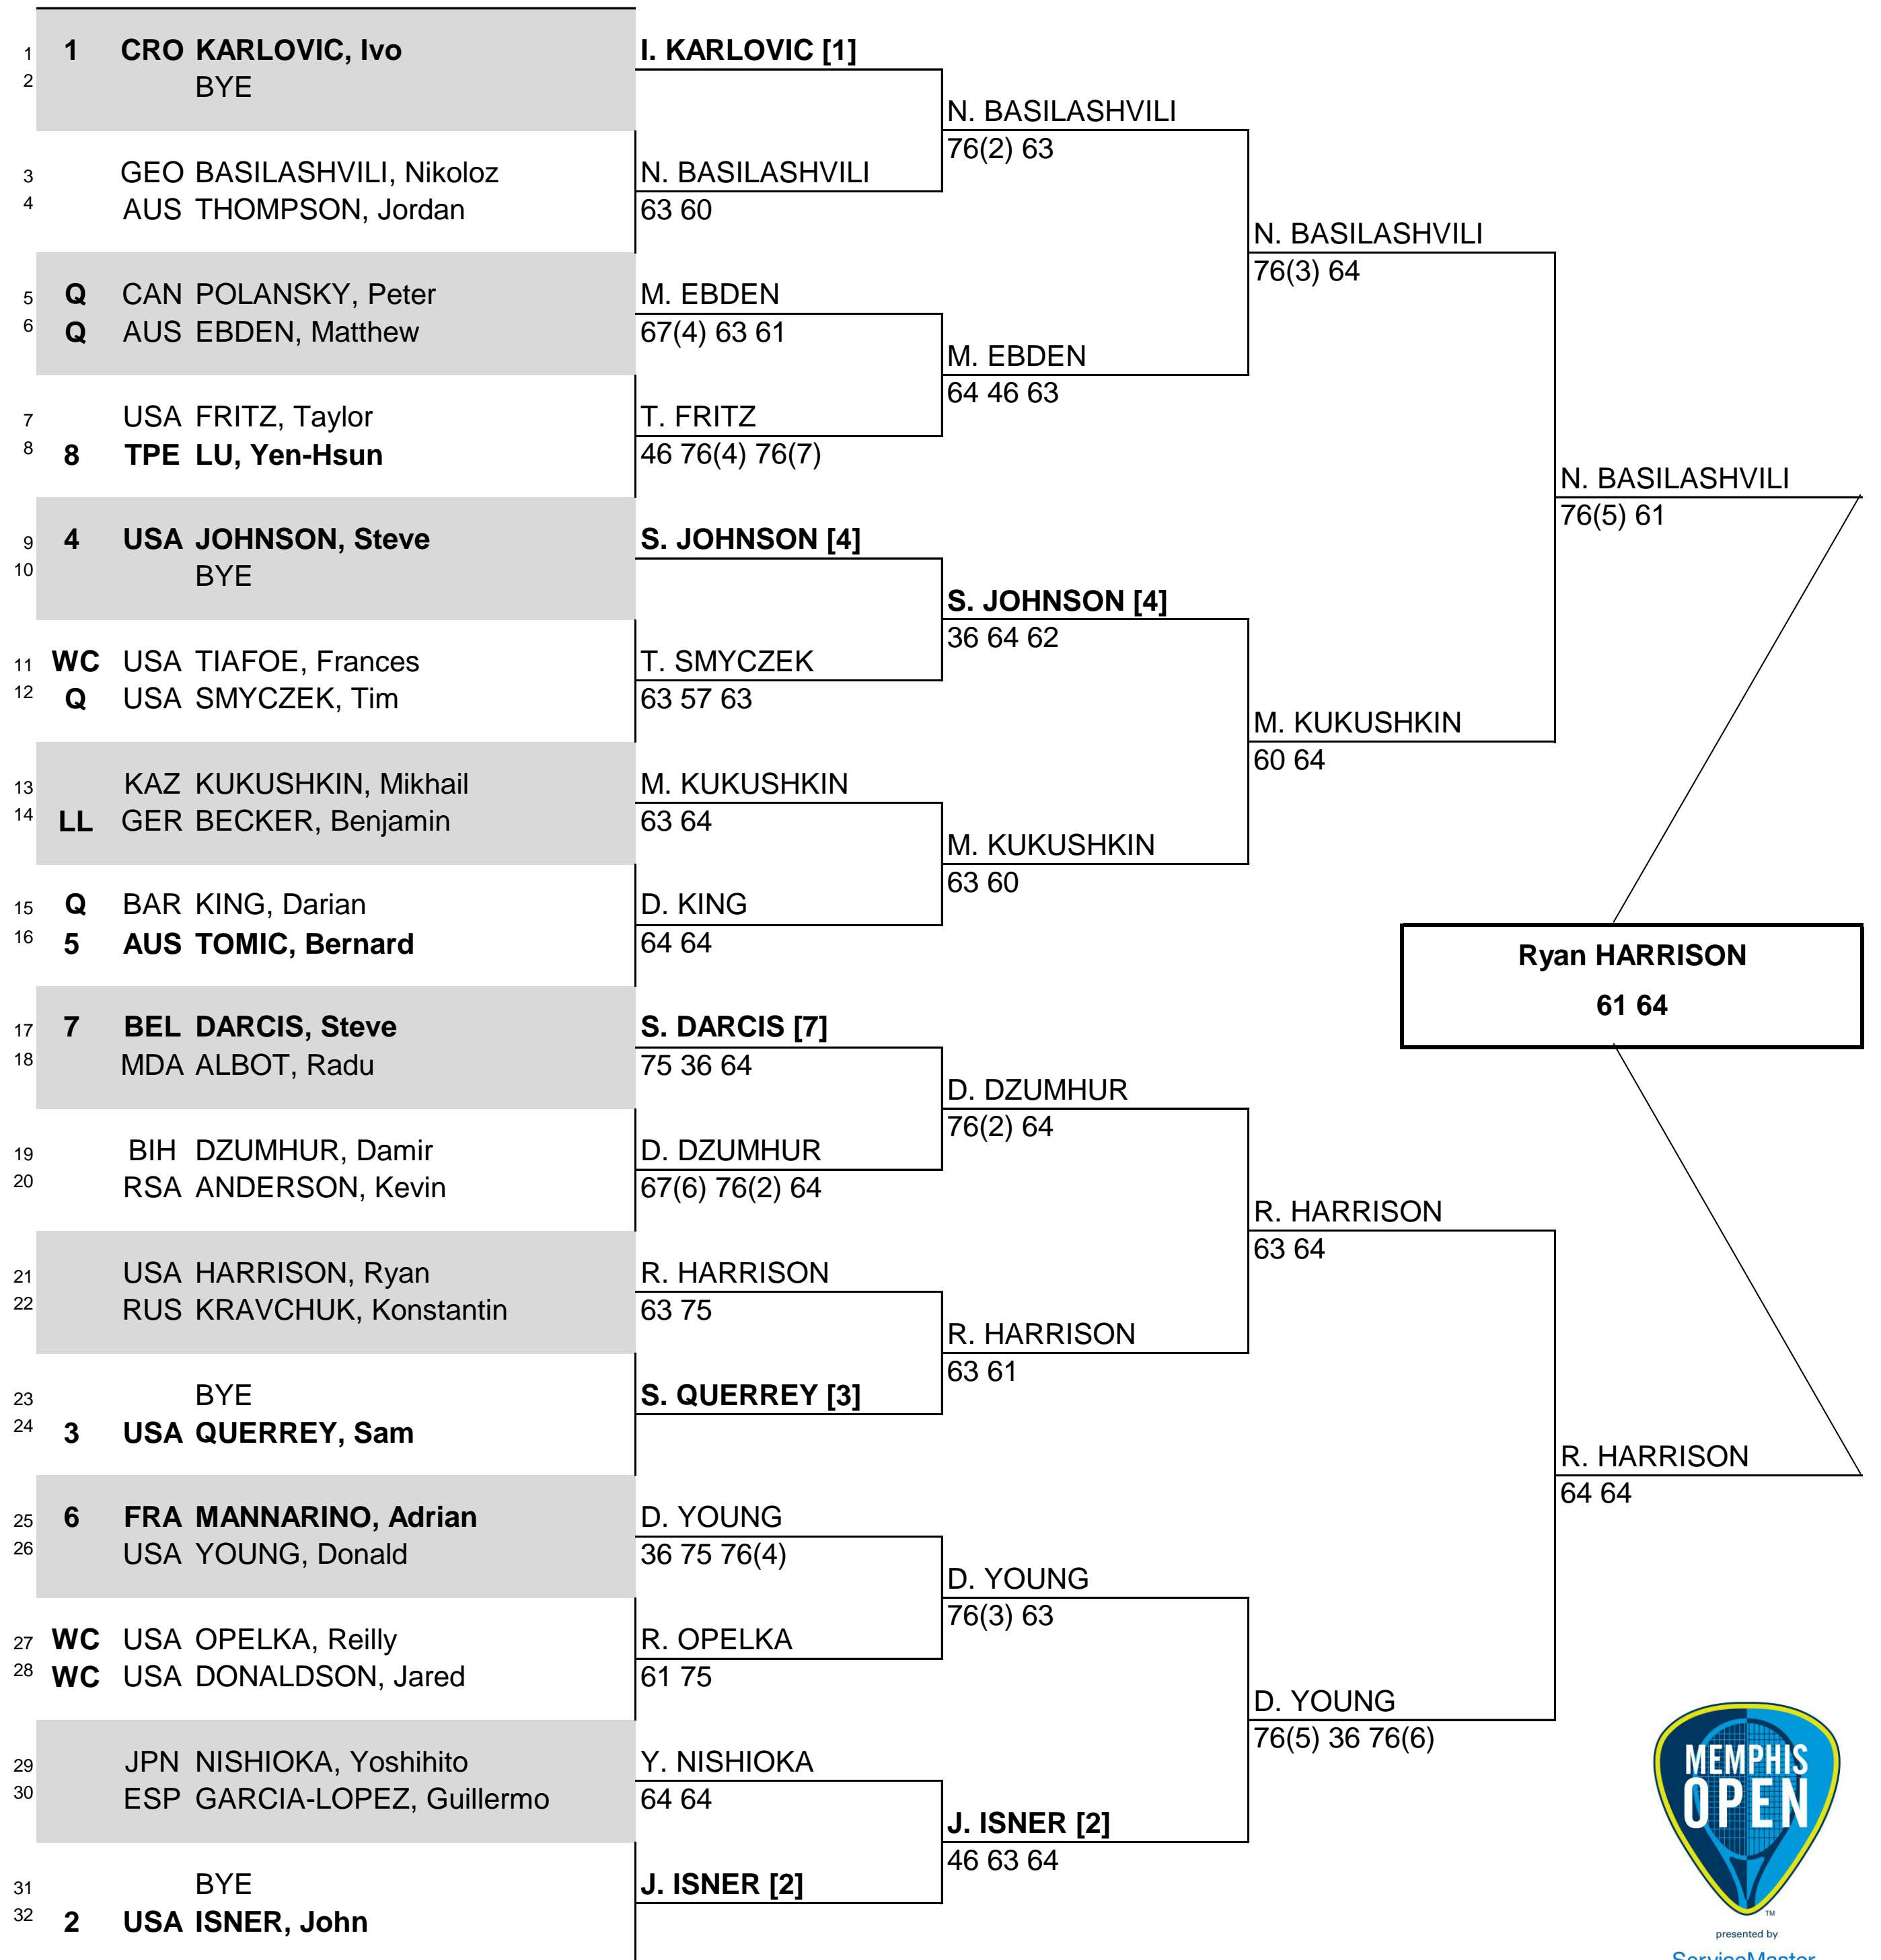 1 1 CRO KARLOVIC, Ivo
2 BYE
3 GEO BASILASHVILI, Nikoloz
4 AUS THOMPSON, Jordan
5 Q CAN POLANSKY, Peter
6 Q AUS EBDEN, Matthew
7 USA FRITZ, Taylor
8 8 TPE LU, Yen-Hsun
9 4 USA JOHNSON, Steve
10 BYE
11 WC USA TIAFOE, Frances
12 Q USA SMYCZEK, Tim
13 KAZ KUKUSHKIN, Mikhail
14 LL GER BECKER, Benjamin
15 Q BAR KING, Darian
16 5 AUS TOMIC, Bernard
17 7 BEL DARCIS, Steve
18 MDA ALBOT, Radu
19 BIH DZUMHUR, Damir
20 RSA ANDERSON, Kevin
21 USA HARRISON, Ryan
22 RUS KRAVCHUK, Konstantin
23 BYE
24 3 USA QUERREY, Sam
25 6 FRA MANNARINO, Adrian
26 USA YOUNG, Donald
27 WC USA OPELKA, Reilly
28 WC USA DONALDSON, Jared
29 JPN NISHIOKA, Yoshihito
30 ESP GARCIA-LOPEZ, Guillermo
31 BYE
32 2 USA ISNER, John
I. KARLOVIC [1]
N. BASILASHVILI
63 60
M. EBDEN
67(4) 63 61
T. FRITZ
46 76(4) 76(7)
S. JOHNSON [4]
T. SMYCZEK
63 57 63
M. KUKUSHKIN
63 64
D. KING
64 64
S. DARCIS [7]
75 36 64
D. DZUMHUR
67(6) 76(2) 64
R. HARRISON
63 75
S. QUERREY [3]
D. YOUNG
36 75 76(4)
R. OPELKA
61 75
Y. NISHIOKA
64 64
J. ISNER [2]
N. BASILASHVILI
76(2) 63
M. EBDEN
64 46 63
S. JOHNSON [4]
36 64 62
M. KUKUSHKIN
63 60
D. DZUMHUR
76(2) 64
R. HARRISON
63 61
D. YOUNG
76(3) 63
J. ISNER [2]
46 63 64
N. BASILASHVILI
76(3) 64
M. KUKUSHKIN
60 64
R. HARRISON
63 64
D. YOUNG
76(5) 36 76(6)
N. BASILASHVILI
76(5) 61
R. HARRISON
64 64
Ryan HARRISON
61 64
MEMPHIS
OPEN
TM
presented by
ServiceMaster